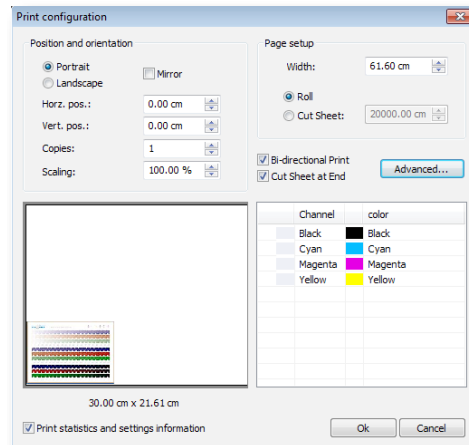 Print configuration
Position and orientation
Portrait
Landscape
Mirror
Horz. pos.: 0.00 cm
Vert. pos.: 0.00 cm
Copies: 1
Scaling: 100.00 %
Page setup
Width: 61.60 cm
Roll
Cut Sheet: 20000.00 cm
Bi-directional Print
Cut Sheet at End
Advanced...
Channel color
Black Black
Cyan Cyan
Magenta Magenta
Yellow Yellow
30.00 cm x 21.61 cm
Print statistics and settings information
Ok Cancel